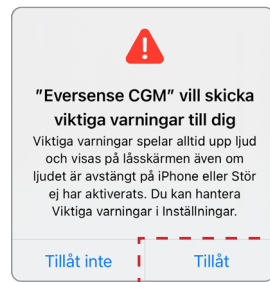 "Eversense CGM" vill skicka
viktiga varningar till dig
Viktiga varningar spelar alltid upp ljud
och visas på låsskärmen även om
ljudet är avstängt på iPhone eller Stör
ej har aktiverats. Du kan hantera
Viktiga varningar i Inställningar.
Tillåt inte
Tillåt